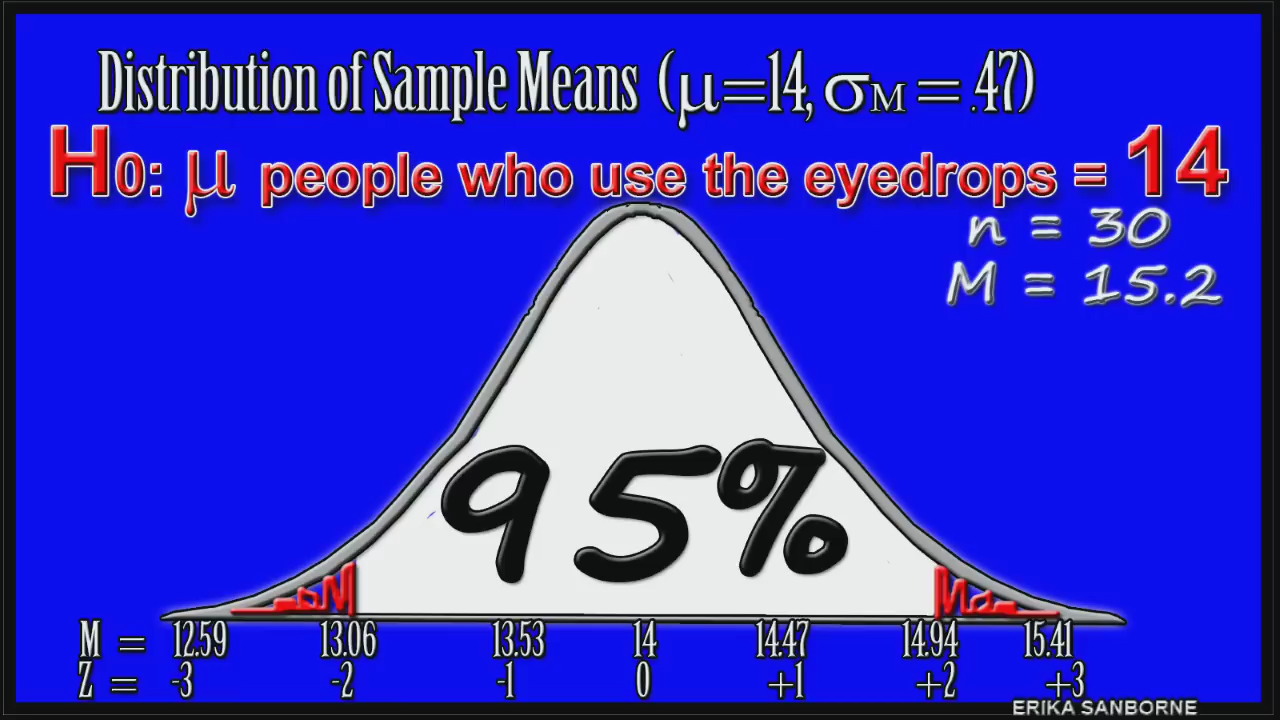 Distribution of Sample Means (μ=14, σM = .47)
H0: μ people who use the eyedrops = 14
n = 30
M = 15.2
95%
M = 12.59 13.06 13.53 14 14.47 14.94 15.41
Z = -3 -2 -1 0 +1 +2 +3
ERIKA SANBORNE